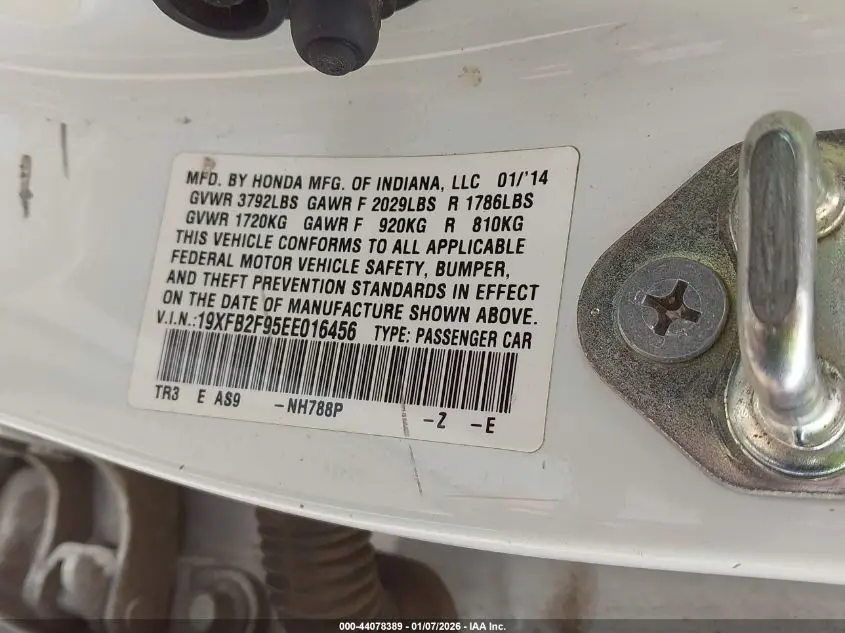 MFD. BY HONDA MFG. OF INDIANA, LLC 01/'14
GVWR 3792LBS GAWR F 2029LBS R 1786LBS
GVWR 1720KG GAWR F 920KG R 810KG
THIS VEHICLE CONFORMS TO ALL APPLICABLE
FEDERAL MOTOR VEHICLE SAFETY, BUMPER,
AND THEFT PREVENTION STANDARDS IN EFFECT
ON THE DATE OF MANUFACTURE SHOWN ABOVE.
V.I.N.:19XFB2F95EE016456 TYPE: PASSENGER CAR
TR3 E AS9 -NH788P -Z -E
000-44078389 - 01/07/2026 - IAA Inc.